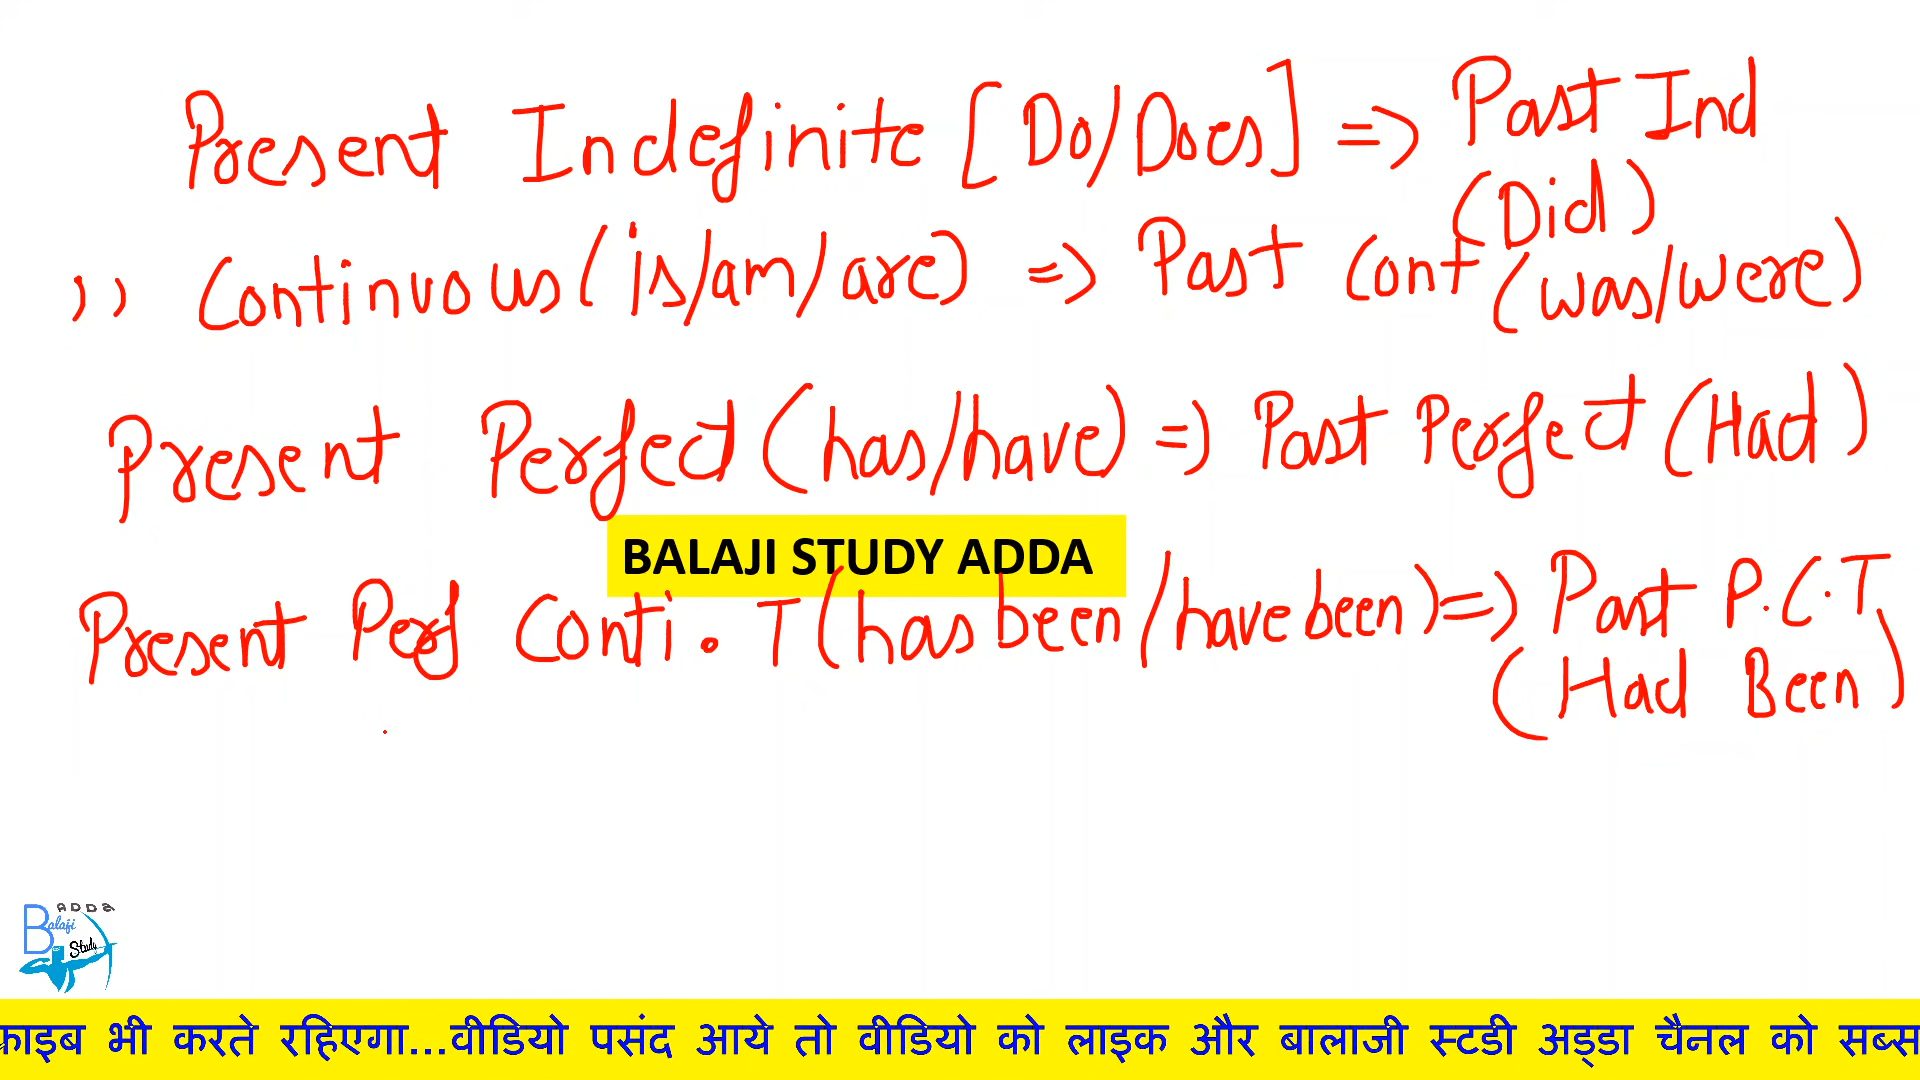 Present Indefinite [Do/Does] => Past Ind
(Did)
,, Continuous (is/am/are) => Past Cont (was/were)
Present Perfect (has/have) => Past Perfect (Had)
BALAJI STUDY ADDA
Present Perf Conti. T (has been/have been) => Past P.C.T
(Had Been)
ADDA
Balaji
Study
क्राइब भी करते रहिएगा...वीडियो पसंद आये तो वीडियो को लाइक और बालाजी स्टडी अड्डा चैनल को सब्स